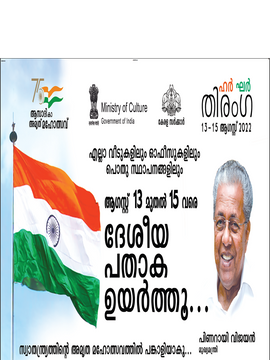 75
ആസാദി കാ
അമൃത് മഹോത്സവ്
Ministry of Culture
Government of India
കേരള സർക്കാർ
ഹർ ഘർ
തിരംഗ
13-15 ആഗസ്റ്റ് 2022
എല്ലാ വീടുകളിലും ഓഫീസുകളിലും
പൊതു സ്ഥാപനങ്ങളിലും
ആഗസ്റ്റ് 13 മുതൽ 15 വരെ
ദേശീയ
പതാക
ഉയർത്തൂ...
പിണറായി വിജയൻ
മുഖ്യമന്ത്രി
സ്വാതന്ത്ര്യത്തിന്റെ അമൃത മഹോത്സവത്തിൽ പങ്കാളിയാകൂ...